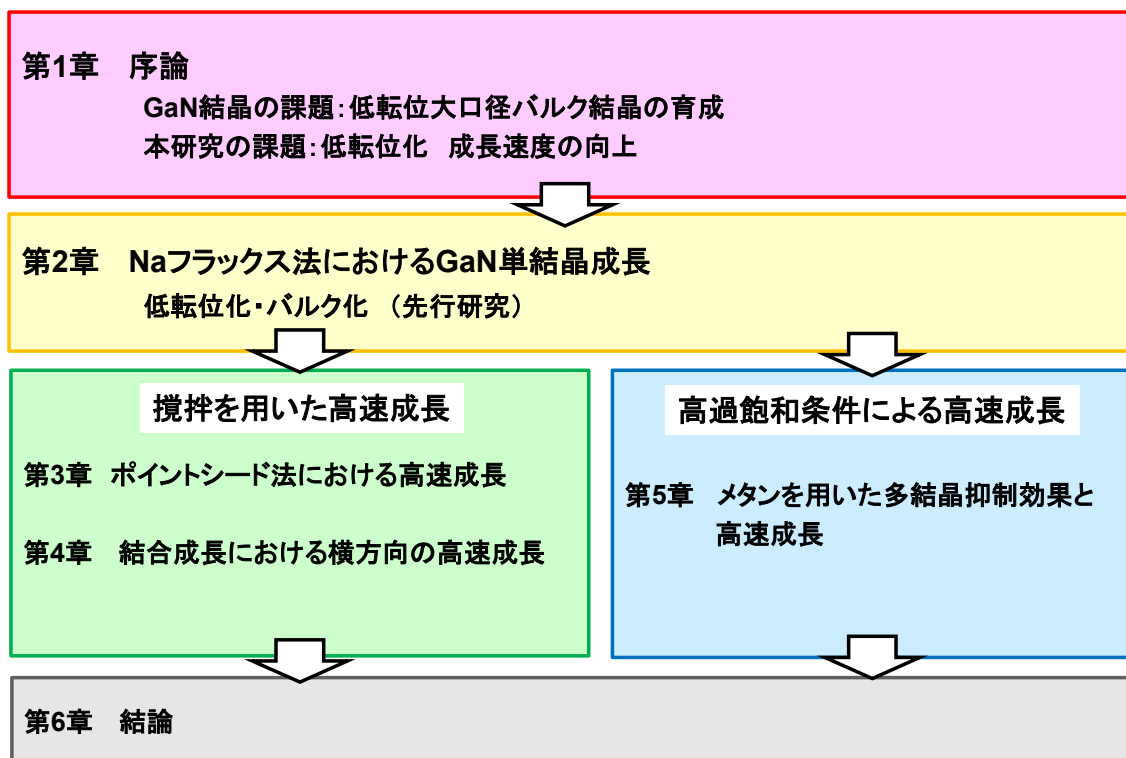 第1章　序論
GaN結晶の課題：低転位大口径バルク結晶の育成
本研究の課題：低転位化　成長速度の向上
第2章　Naフラックス法におけるGaN単結晶成長
低転位化・バルク化　（先行研究）
撹拌を用いた高速成長
第3章　ポイントシード法における高速成長
第4章　結合成長における横方向の高速成長
高過飽和条件による高速成長
第5章　メタンを用いた多結晶抑制効果と
高速成長
第6章　結論